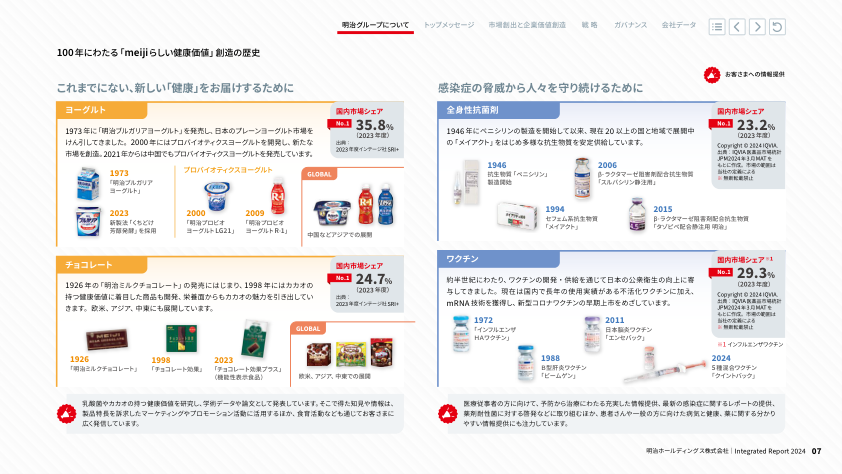 明治グループについて
トップメッセージ
市場創出と企業価値創造
戦 略
ガバナンス
会社データ
100年にわたる「meijiらしい健康価値」創造の歴史
お客さまへの情報提供
これまでにない、新しい「健康」をお届けするために
ヨーグルト
国内市場シェア
No.1 35.8%
(2023年度)
出典:
2023年度インテージ社SRI+
1973年に「明治ブルガリアヨーグルト」を発売し、日本のプレーンヨーグルト市場を
けん引してきました。2000年にはプロバイオティクスヨーグルトを開発し、新たな
市場を創造。2021年からは中国でもプロバイオティクスヨーグルトを発売しています。
1973
「明治ブルガリア
ヨーグルト」
2023
新製法「くちどけ
芳醇発酵」を採用
プロバイオティクスヨーグルト
2000
「明治プロビオ
ヨーグルトLG21」
2009
「明治プロビオ
ヨーグルトR-1」
GLOBAL
中国などアジアでの展開
チョコレート
国内市場シェア
No.1 24.7%
(2023年度)
出典:
2023年度インテージ社SRI+
1926年の「明治ミルクチョコレート」の発売にはじまり、1998年にはカカオの
持つ健康価値に着目した商品も開発、栄養面からもカカオの魅力を引き出してい
きます。欧米、アジア、中東にも展開しています。
1926
「明治ミルクチョコレート」
1998
「チョコレート効果」
2023
「チョコレート効果プラス」
(機能性表示食品)
GLOBAL
欧米、アジア、中東での展開
乳酸菌やカカオの持つ健康価値を研究し、学術データや論文として発表しています。そこで得た知見や情報は、
製品特長を訴求したマーケティングやプロモーション活動に活用するほか、食育活動なども通じてお客さまに
広く発信しています。
感染症の脅威から人々を守り続けるために
全身性抗菌剤
国内市場シェア
No.1 23.2%
(2023年度)
Copyright © 2024 IQVIA.
出典:IQVIA 医薬品市場統計
JPM2024年3月MATを
もとに作成。市場の範囲は
当社の定義による
※ 無断転載禁止
1946年にペニシリンの製造を開始して以来、現在20以上の国と地域で展開中
の「メイアクト」をはじめ多様な抗生物質を安定供給しています。
1946
抗生物質「ペニシリン」
製造開始
2006
β-ラクタマーゼ阻害剤配合抗生物質
「スルバシリン静注用」
1994
セフェム系抗生物質
「メイアクト」
2015
β-ラクタマーゼ阻害剤配合抗生物質
「タゾピペ配合静注用 明治」
ワクチン
国内市場シェア※1
No.1 29.3%
(2023年度)
Copyright © 2024 IQVIA.
出典:IQVIA 医薬品市場統計
JPM2024年3月MATを
もとに作成。市場の範囲は
当社の定義による
※ 無断転載禁止
※1 インフルエンザワクチン
約半世紀にわたり、ワクチンの開発・供給を通じて日本の公衆衛生の向上に寄
与してきました。現在は国内で長年の使用実績がある不活化ワクチンに加え、
mRNA技術を獲得し、新型コロナワクチンの早期上市をめざしています。
1972
「インフルエンザ
HAワクチン」
2011
日本脳炎ワクチン
「エンセバック」
1988
B型肝炎ワクチン
「ビームゲン」
2024
5種混合ワクチン
「クイントバック」
医療従事者の方に向けて、予防から治療にわたる充実した情報提供、最新の感染症に関するレポートの提供、
薬剤耐性菌に対する啓発などに取り組むほか、患者さんや一般の方に向けた病気と健康、薬に関する分かり
やすい情報提供にも注力しています。
明治ホールディングス株式会社 | Integrated Report 2024 07